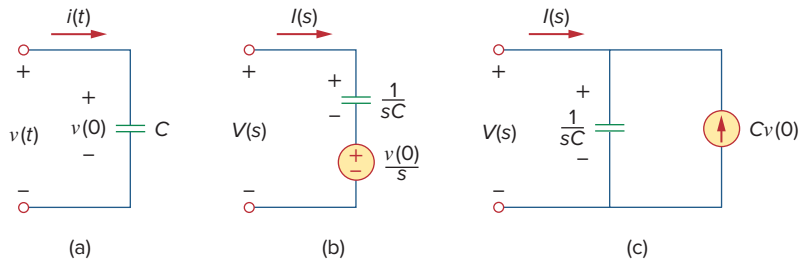 i(t)
+
v(t)
−
+
v(0)
−
C
(a)
I(s)
+
V(s)
−
+
−
1
sC
+
−
v(0)
s
(b)
I(s)
+
V(s)
−
+
1
sC
−
Cv(0)
(c)